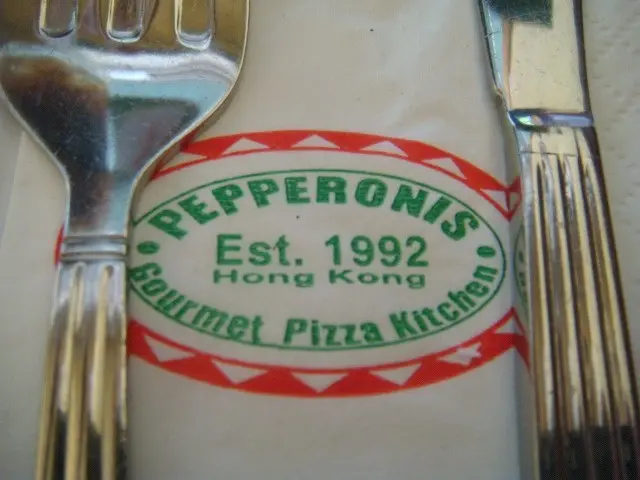 PEPPERONIS
Est. 1992
Hong Kong
Gourmet Pizza Kitchen